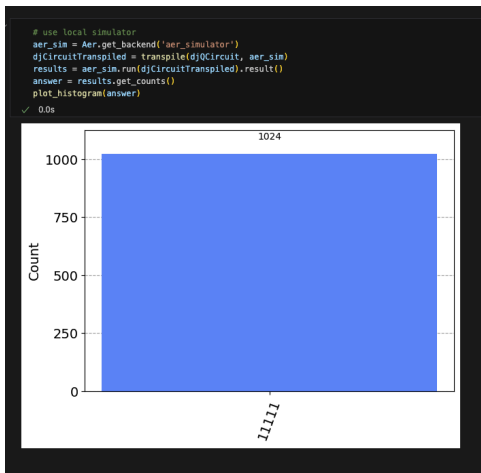 # use local simulator
aer_sim = Aer.get_backend('aer_simulator')
djCircuitTranspiled = transpile(djQCircuit, aer_sim)
results = aer_sim.run(djCircuitTranspiled).result()
answer = results.get_counts()
plot_histogram(answer)
✓ 0.0s
1024
1000
750
500
250
0
Count
11111